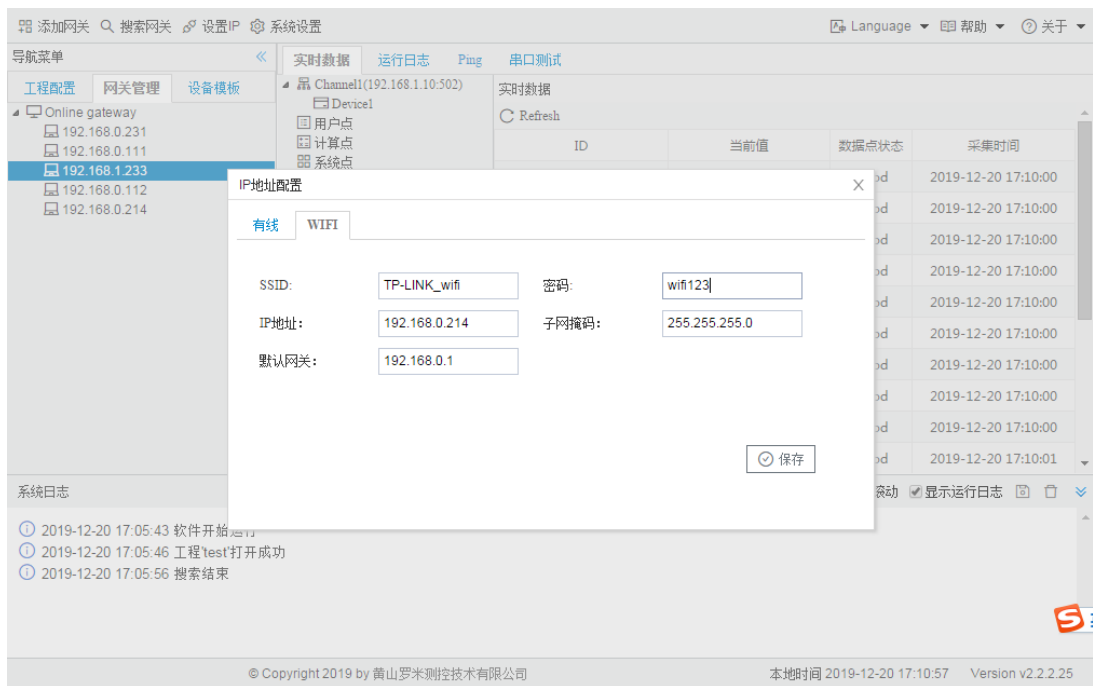 添加网关 搜索网关 设置IP 系统设置 Language 帮助 关于
导航菜单
实时数据 运行日志 Ping 串口测试
工程配置 网关管理 设备模板
Online gateway
192.168.0.231
192.168.0.111
192.168.1.233
192.168.0.112
192.168.0.214
Channel1(192.168.1.10:502)
Device1
用户点
计算点
系统点
实时数据
Refresh
ID 当前值 数据点状态 采集时间
od 2019-12-20 17:10:00
od 2019-12-20 17:10:00
od 2019-12-20 17:10:00
od 2019-12-20 17:10:00
od 2019-12-20 17:10:00
od 2019-12-20 17:10:00
od 2019-12-20 17:10:00
od 2019-12-20 17:10:00
od 2019-12-20 17:10:00
od 2019-12-20 17:10:01
IP地址配置
有线 WIFI
SSID: TP-LINK_wifi 密码: wifi123
IP地址: 192.168.0.214 子网掩码: 255.255.255.0
默认网关: 192.168.0.1
保存
系统日志 滚动 显示运行日志
2019-12-20 17:05:43 软件开始运行
2019-12-20 17:05:46 工程'test'打开成功
2019-12-20 17:05:56 搜索结束
© Copyright 2019 by 黄山罗米测控技术有限公司 本地时间 2019-12-20 17:10:57 Version v2.2.2.25